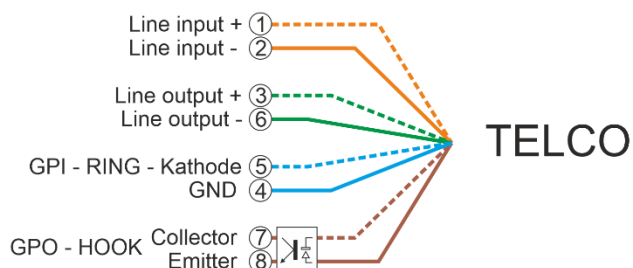 Line input + 1
Line input - 2
Line output + 3
Line output - 6
TELCO
GPI - RING - Kathode 5
GND 4
GPO - HOOK Collector 7
Emitter 8